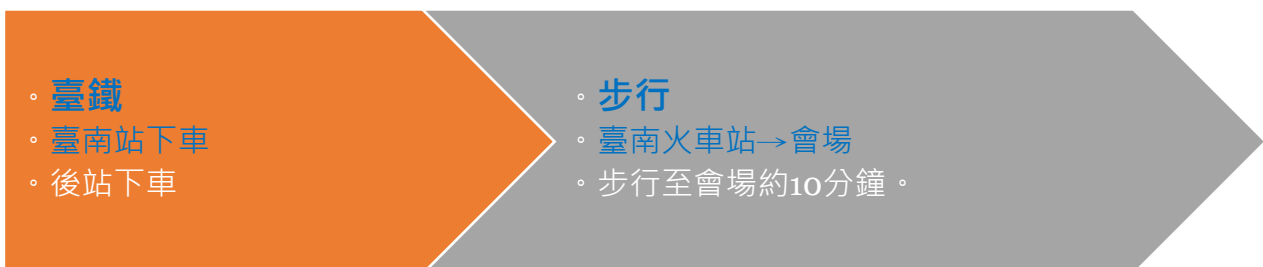 。臺鐵
。臺南站下車
。後站下車
。步行
。臺南火車站→會場
。步行至會場約10分鐘。